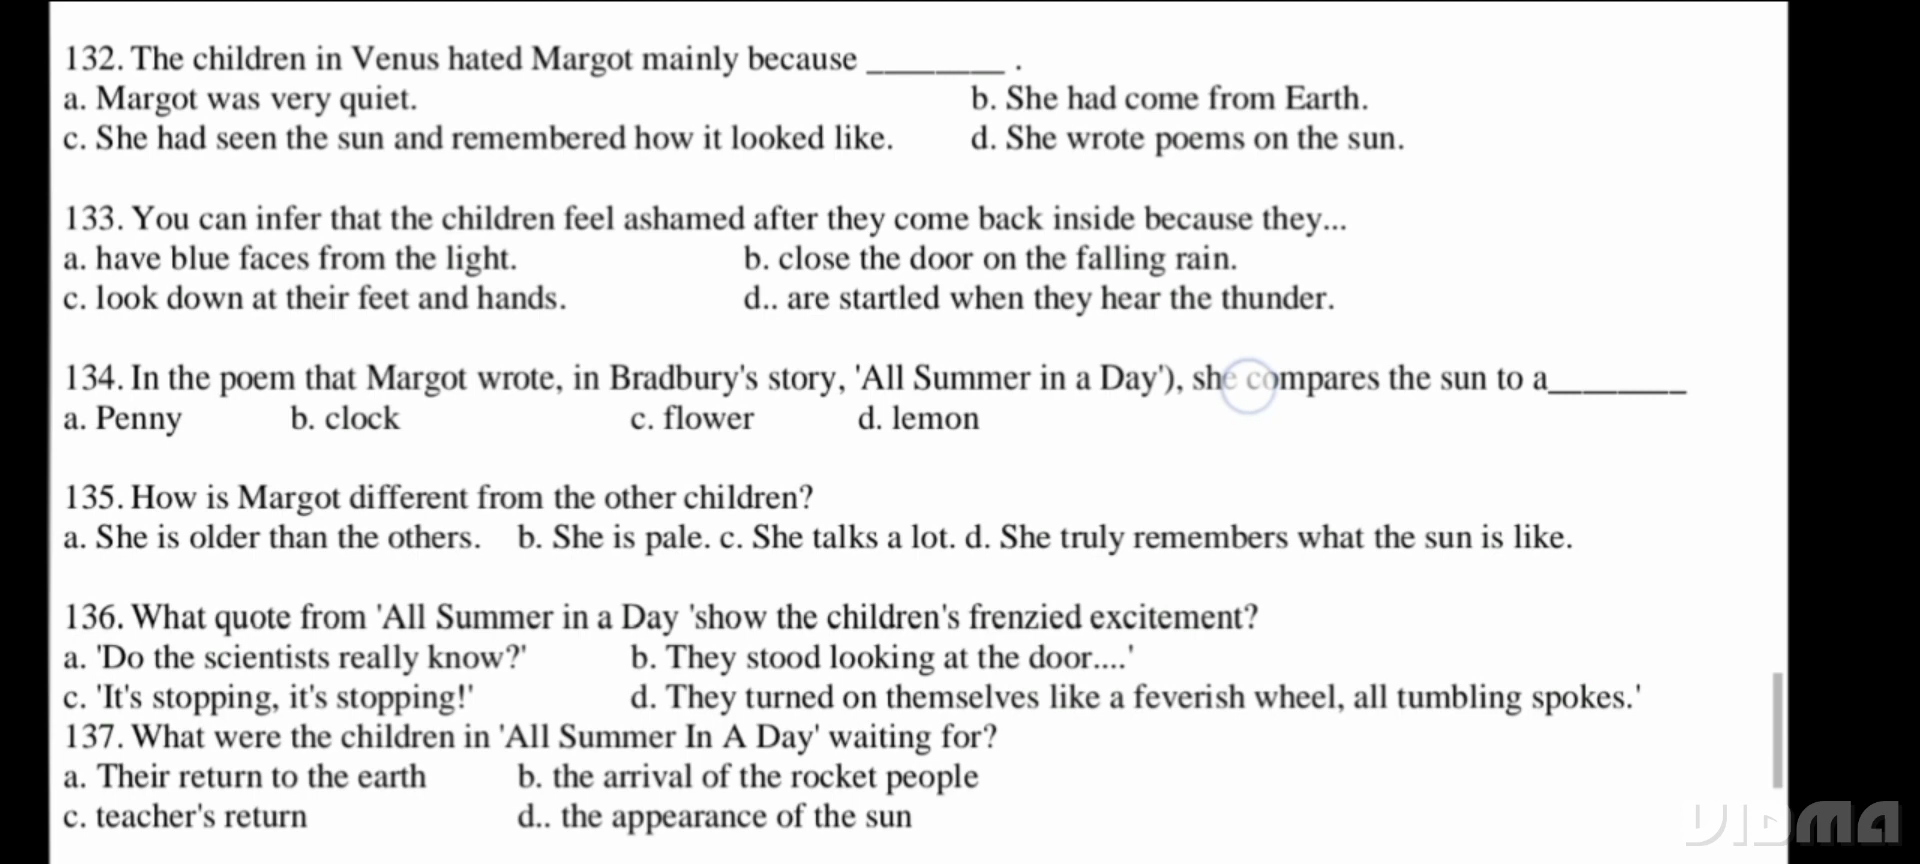 132. The children in Venus hated Margot mainly because ________ .
a. Margot was very quiet. b. She had come from Earth.
c. She had seen the sun and remembered how it looked like. d. She wrote poems on the sun.
133. You can infer that the children feel ashamed after they come back inside because they...
a. have blue faces from the light. b. close the door on the falling rain.
c. look down at their feet and hands. d.. are startled when they hear the thunder.
134. In the poem that Margot wrote, in Bradbury's story, 'All Summer in a Day'), she compares the sun to a________
a. Penny b. clock c. flower d. lemon
135. How is Margot different from the other children?
a. She is older than the others. b. She is pale. c. She talks a lot. d. She truly remembers what the sun is like.
136. What quote from 'All Summer in a Day 'show the children's frenzied excitement?
a. 'Do the scientists really know?' b. They stood looking at the door....'
c. 'It's stopping, it's stopping!' d. They turned on themselves like a feverish wheel, all tumbling spokes.'
137. What were the children in 'All Summer In A Day' waiting for?
a. Their return to the earth b. the arrival of the rocket people
c. teacher's return d.. the appearance of the sun
VIDMA